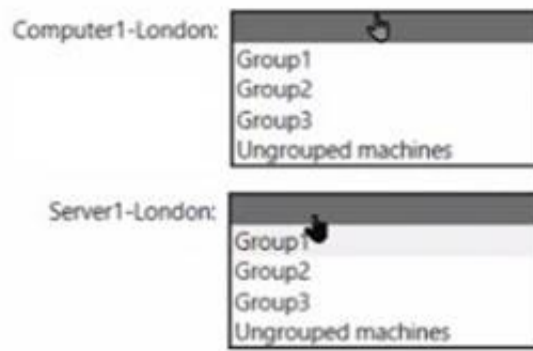 Computer1-London:
Group1
Group2
Group3
Ungrouped machines
Server1-London:
Group1
Group2
Group3
Ungrouped machines